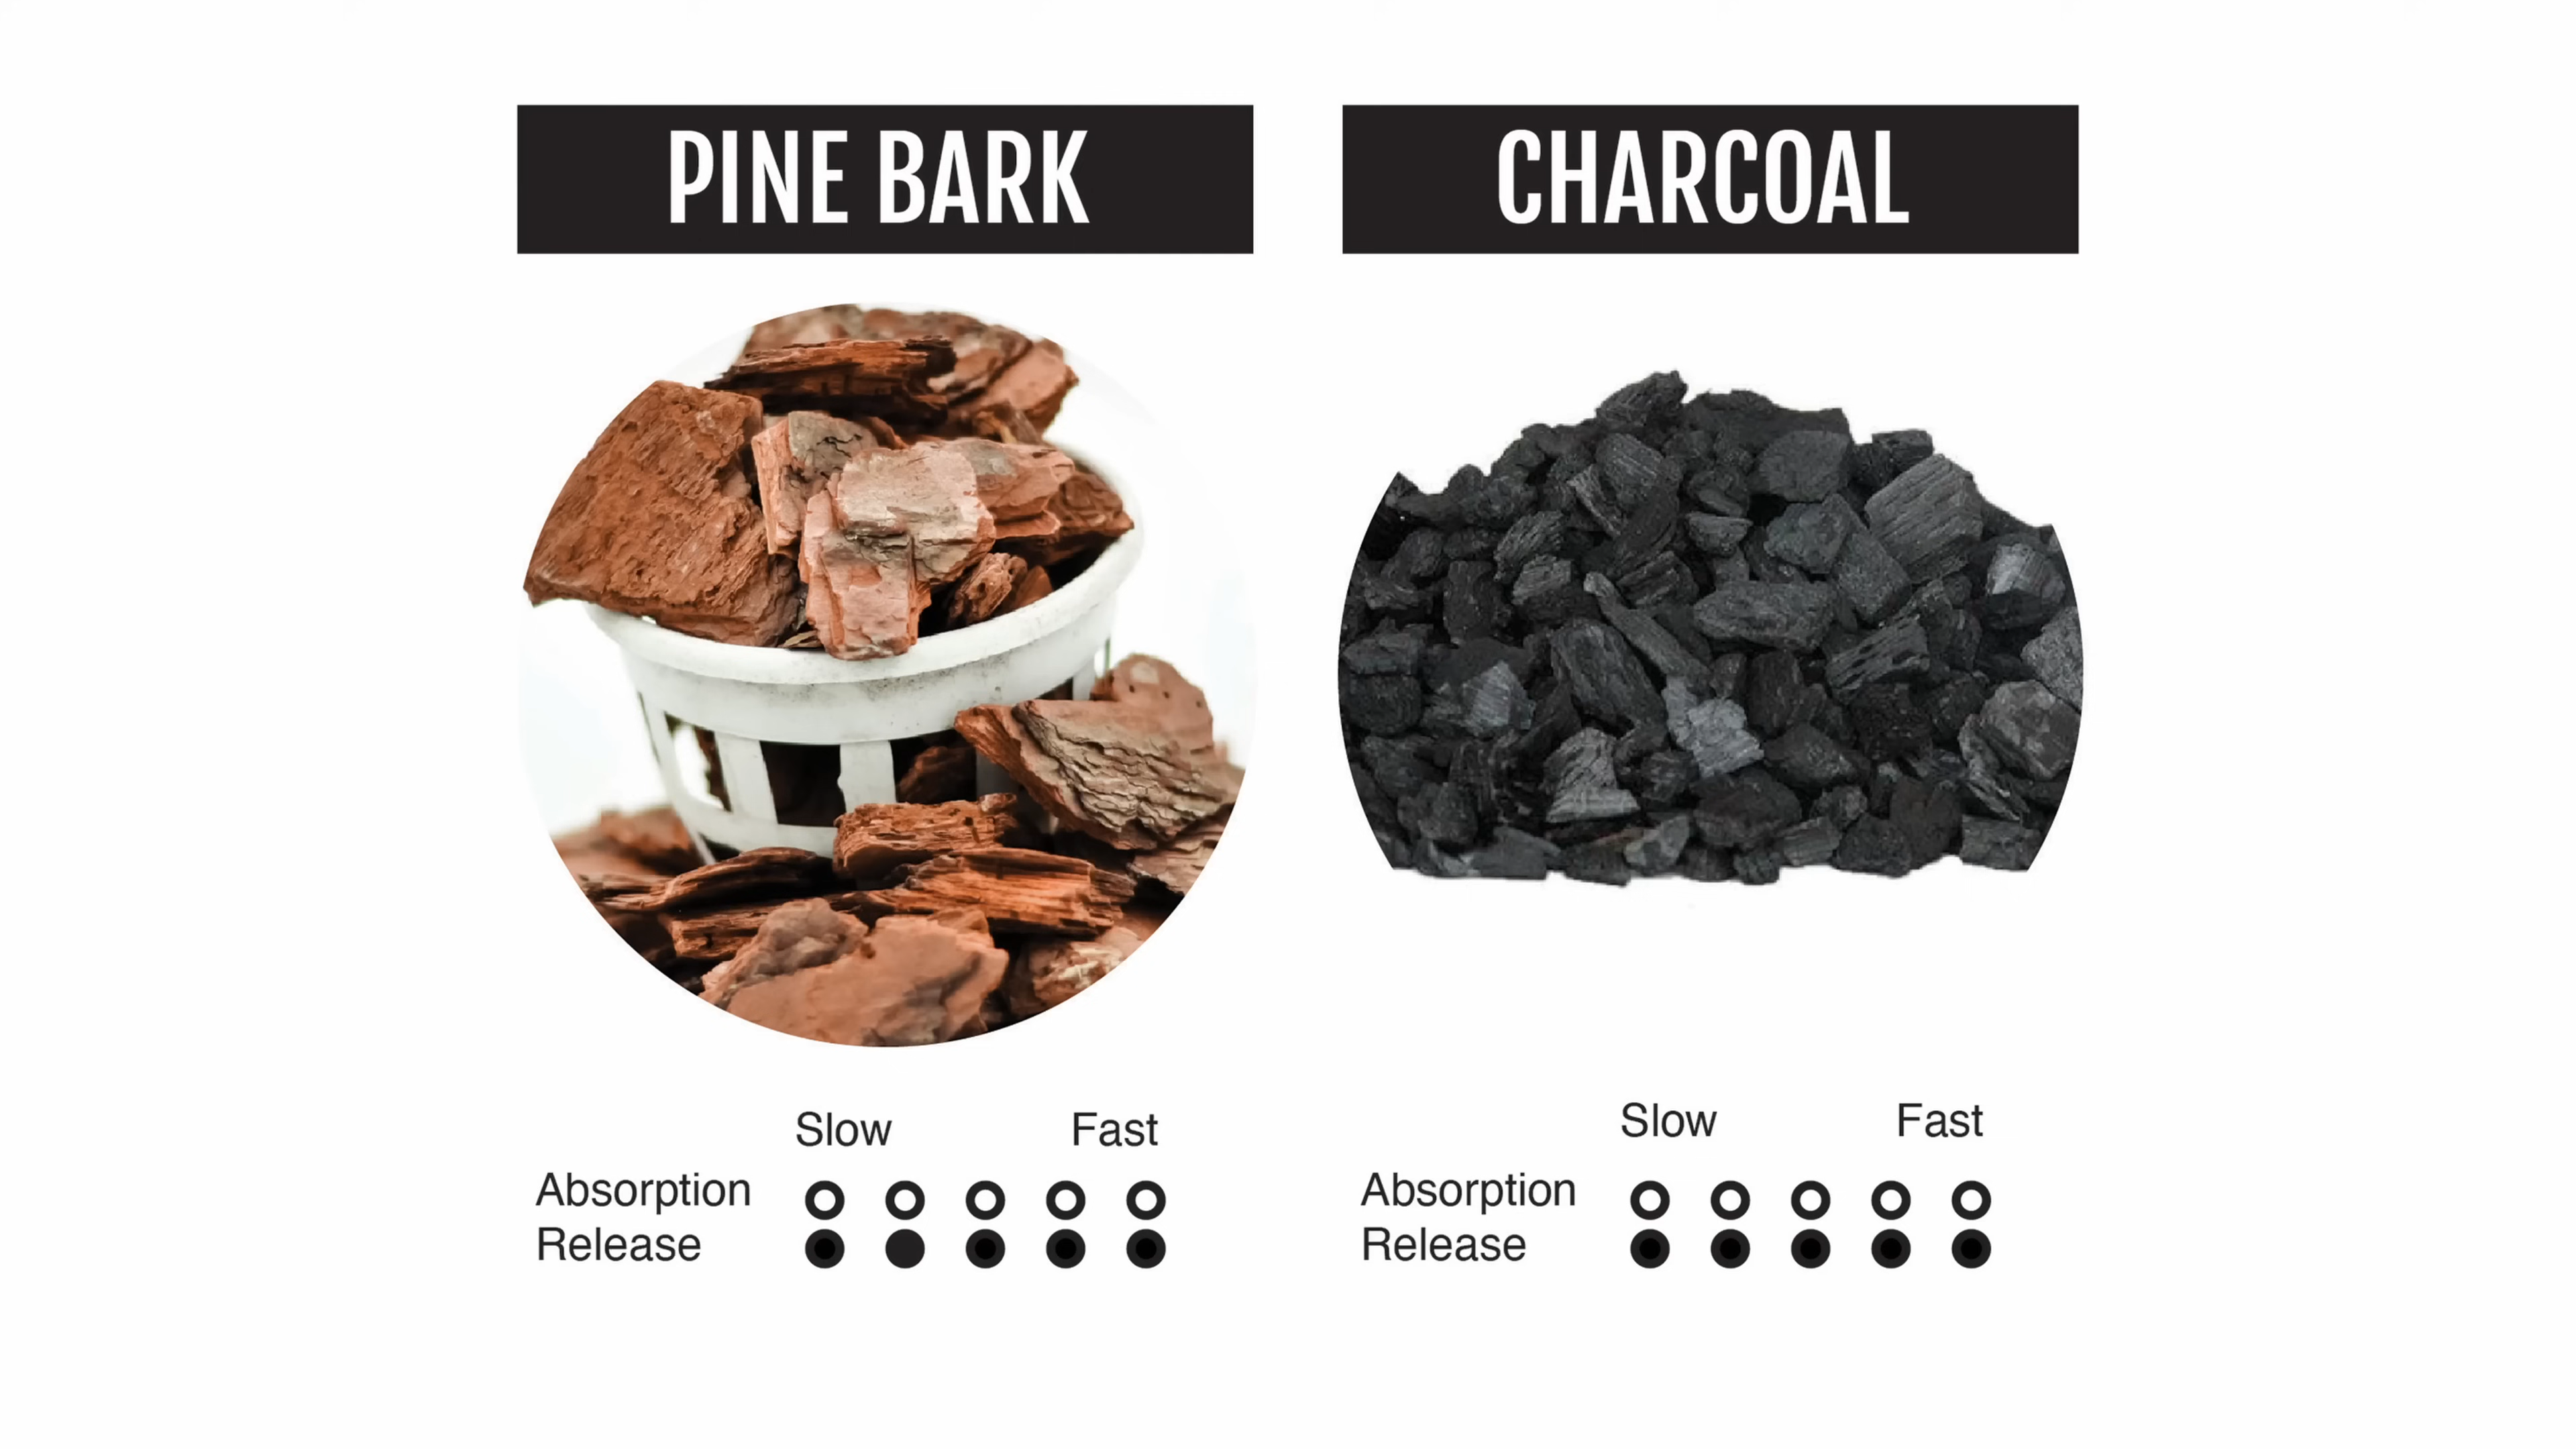 PINE BARK
CHARCOAL
Slow Fast
Absorption
Release
Slow Fast
Absorption
Release